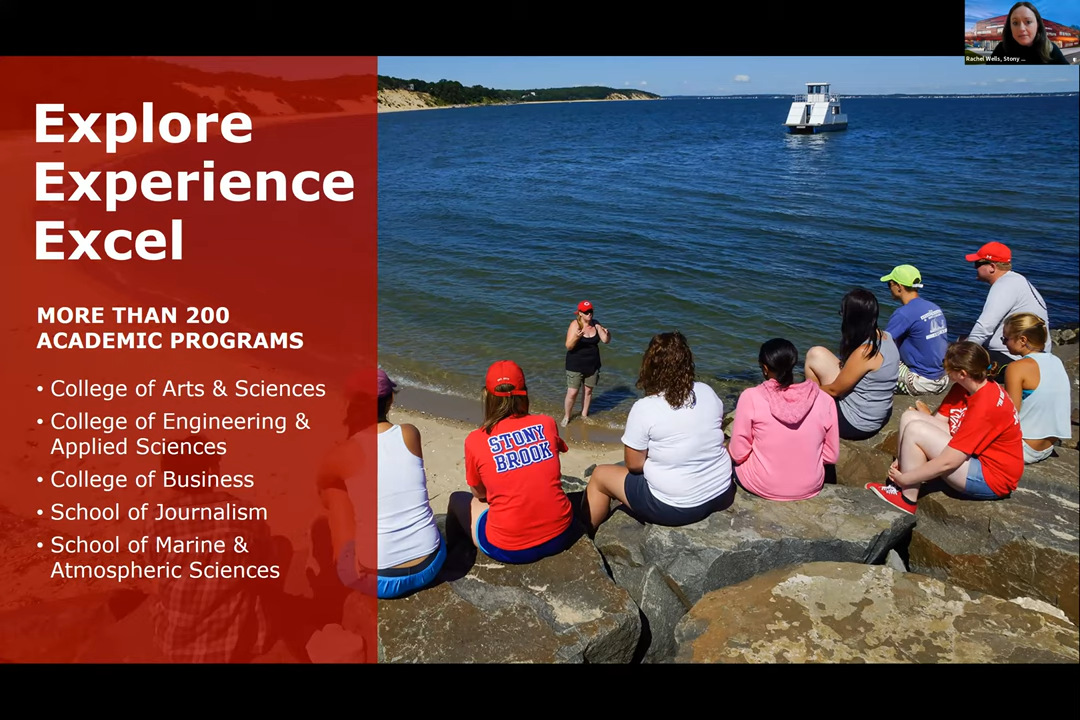 Rachel Wells, Stony ...
Explore
Experience
Excel
MORE THAN 200
ACADEMIC PROGRAMS
• College of Arts & Sciences
• College of Engineering &
Applied Sciences
• College of Business
• School of Journalism
• School of Marine &
Atmospheric Sciences
STONY
BROOK